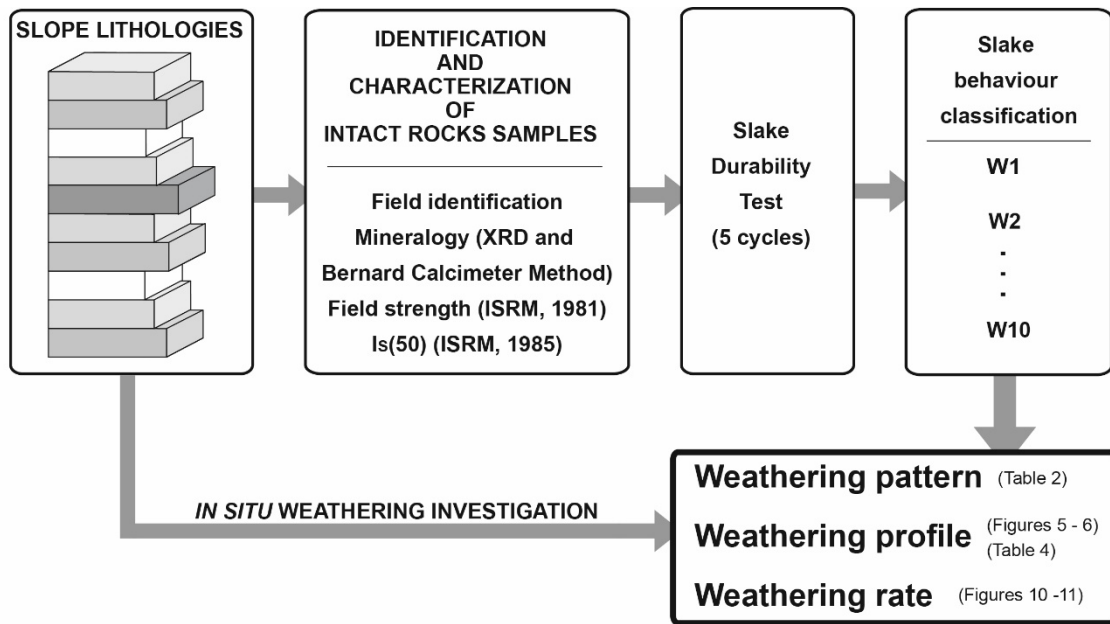 SLOPE LITHOLOGIES
IDENTIFICATION
AND
CHARACTERIZATION
OF
INTACT ROCKS SAMPLES
Field identification
Mineralogy (XRD and
Bernard Calcimeter Method)
Field strength (ISRM, 1981)
Is(50) (ISRM, 1985)
Slake
Durability
Test
(5 cycles)
Slake
behaviour
classification
W1
W2
.
.
.
W10
IN SITU WEATHERING INVESTIGATION
Weathering pattern (Table 2)
Weathering profile (Figures 5 - 6)
(Table 4)
Weathering rate (Figures 10 -11)